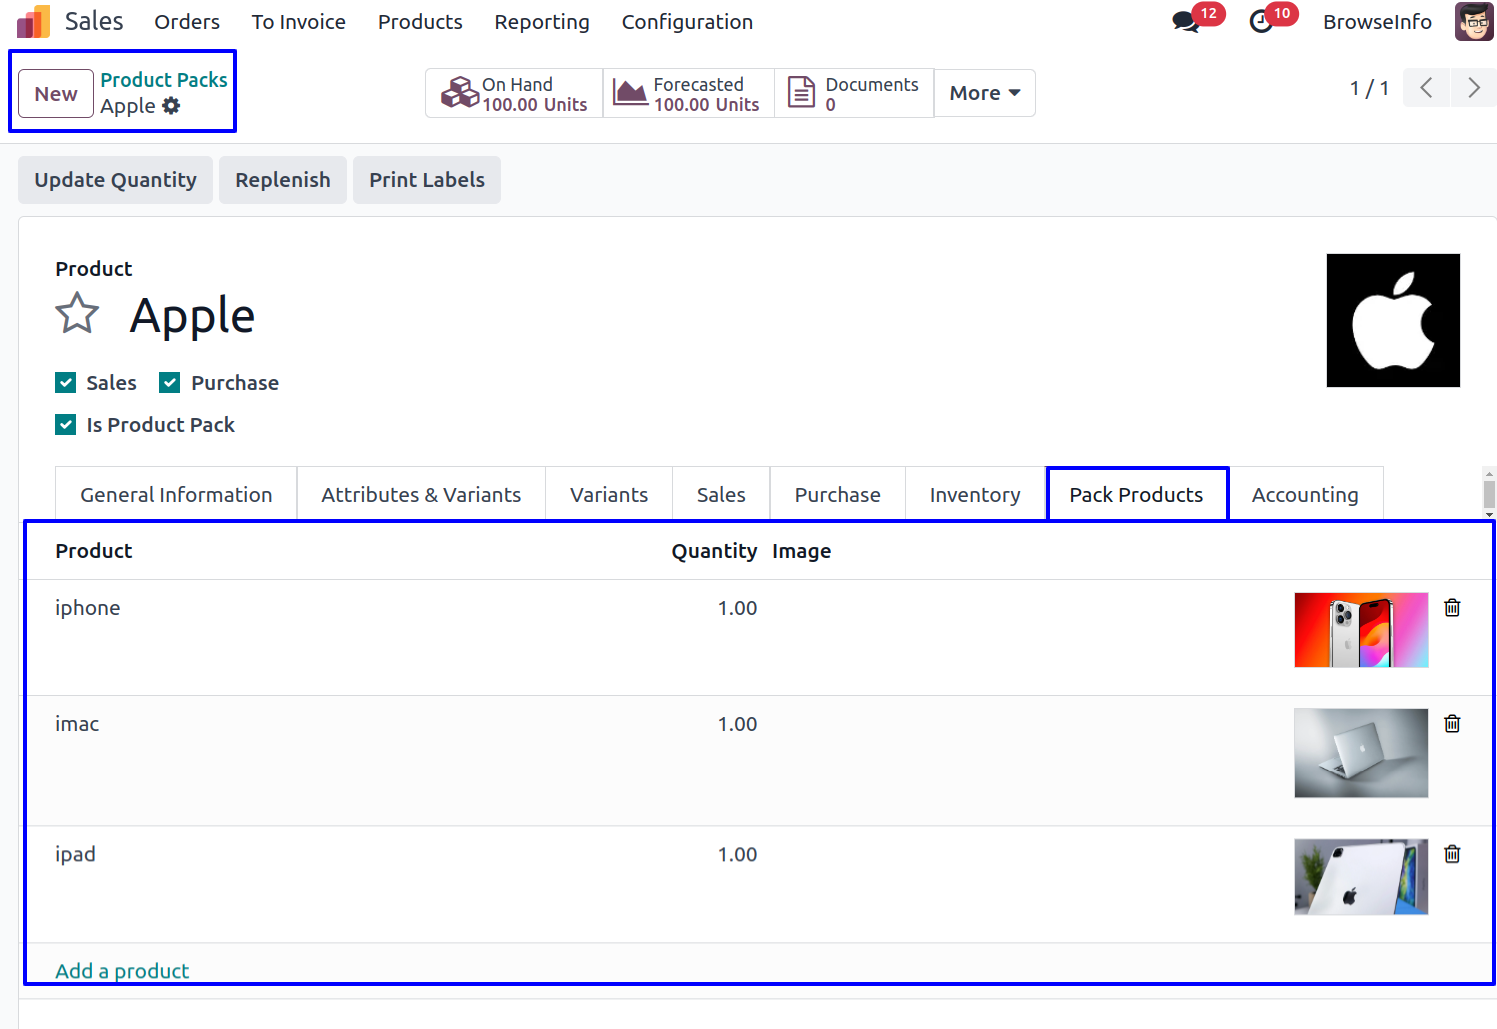 Sales Orders To Invoice Products Reporting Configuration 12 10 BrowseInfo
New Product Packs
Apple
On Hand
100.00 Units
Forecasted
100.00 Units
Documents
0
More
1 / 1
Update Quantity Replenish Print Labels
Product
Apple
Sales Purchase
Is Product Pack
General Information Attributes & Variants Variants Sales Purchase Inventory Pack Products Accounting
Product Quantity Image
iphone 1.00
imac 1.00
ipad 1.00
Add a product